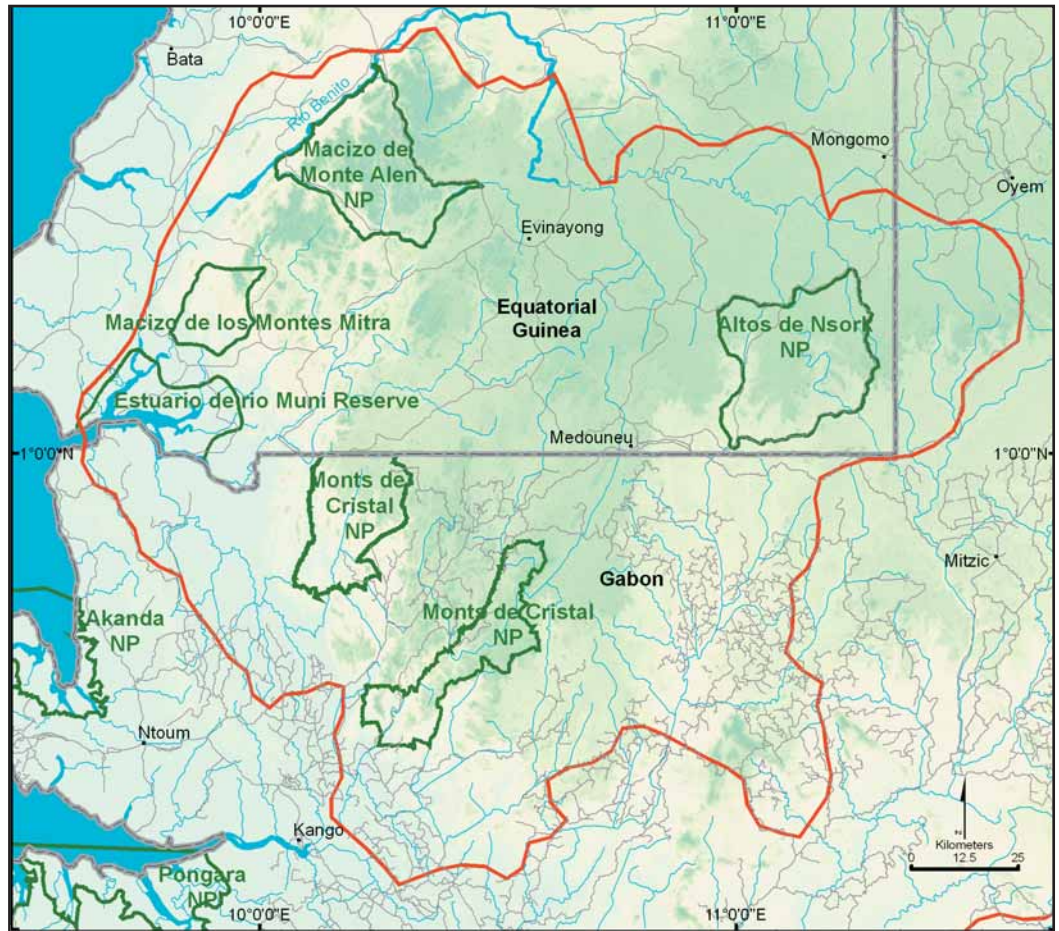 10°0'0"E
11°0'0"E
Bata
Río Benito
Macizo de
Monte Alen
NP
Mongomo
Oyem
Evinayong
Equatorial
Guinea
Altos de Nsork
NP
Macizo de los Montes Mitra
Estuario de rio Muni Reserve
Medouneu
1°0'0"N
1°0'0"N
Monts de
Cristal
NP
Mitzic
Gabon
Monts de Cristal
NP
Akanda
NP
Ntoum
Kango
N
Kilometers
0
12.5
25
Pongara
NP
10°0'0"E
11°0'0"E